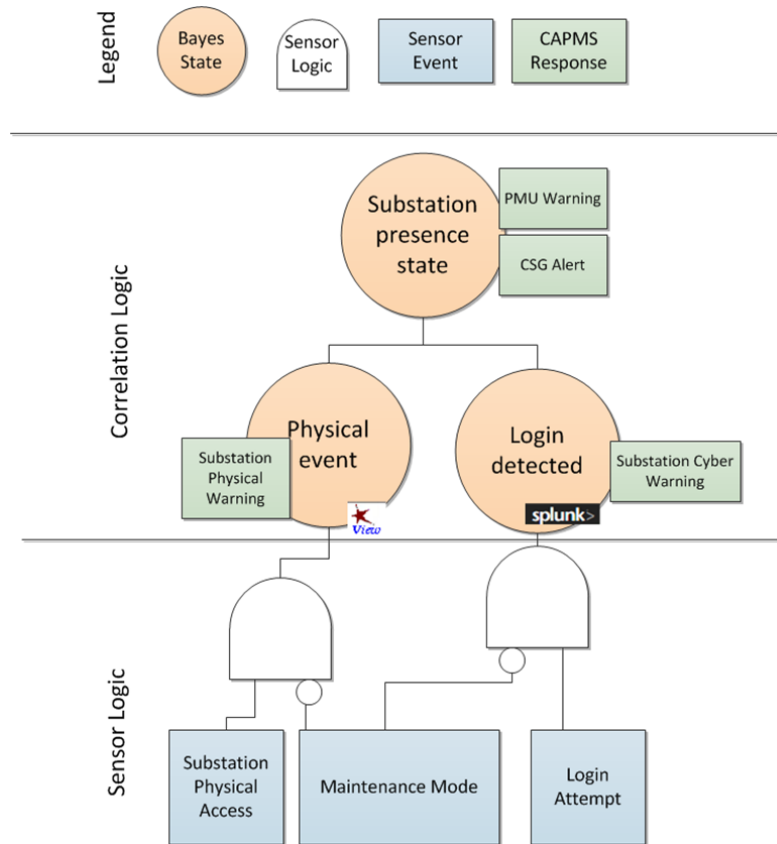 Legend
Bayes
State
Sensor
Logic
Sensor
Event
CAPMS
Response
Correlation Logic
Substation
presence
state
PMU Warning
CSG Alert
Physical
event
Substation
Physical
Warning
View
Login
detected
Substation Cyber
Warning
splunk>
Sensor Logic
Substation
Physical
Access
Maintenance Mode
Login
Attempt